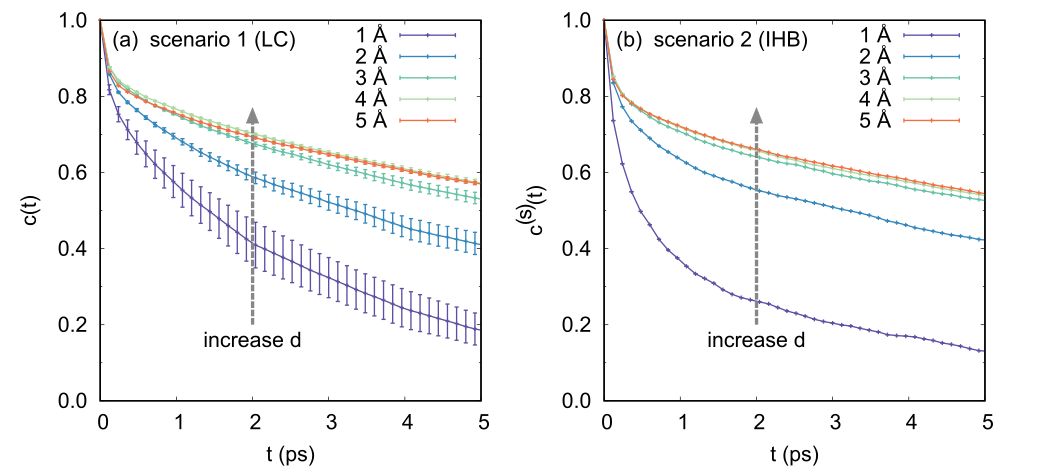 (a) scenario 1 (LC)
1 Å
2 Å
3 Å
4 Å
5 Å
increase d
1.0
0.8
0.6
0.4
0.2
0.0
c(t)
0 1 2 3 4 5
t (ps)
(b) scenario 2 (IHB)
1 Å
2 Å
3 Å
4 Å
5 Å
increase d
1.0
0.8
0.6
0.4
0.2
0.0
c(s)(t)
0 1 2 3 4 5
t (ps)